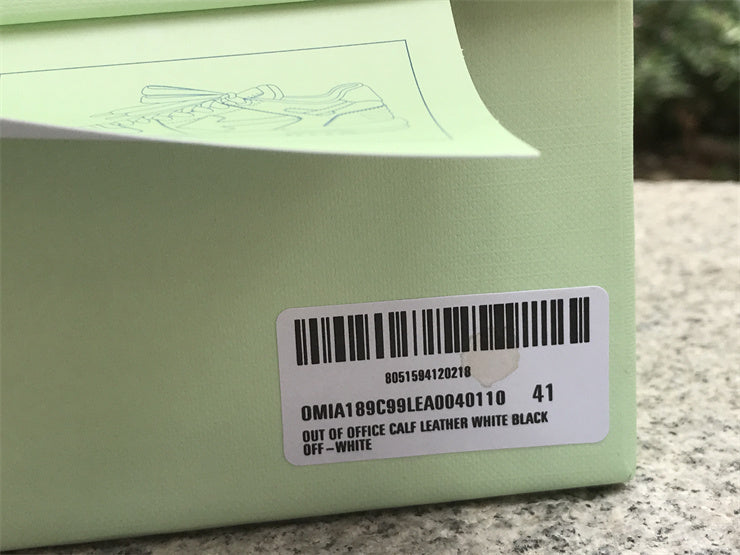 8051594120218
OMIA189C99LEA0040110 41
OUT OF OFFICE CALF LEATHER WHITE BLACK
OFF-WHITE